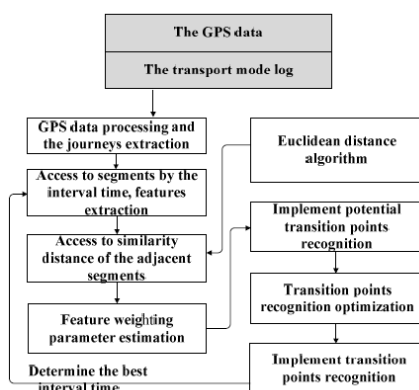 The GPS data
The transport mode log
GPS data processing and
the journeys extraction
Access to segments by the
interval time, features
extraction
Access to similarity
distance of the adjacent
segments
Feature weighting
parameter estimation
Euclidean distance
algorithm
Implement potential
transition points
recognition
Transition points
recognition optimization
Implement transition
points recognition
Determine the best
interval time